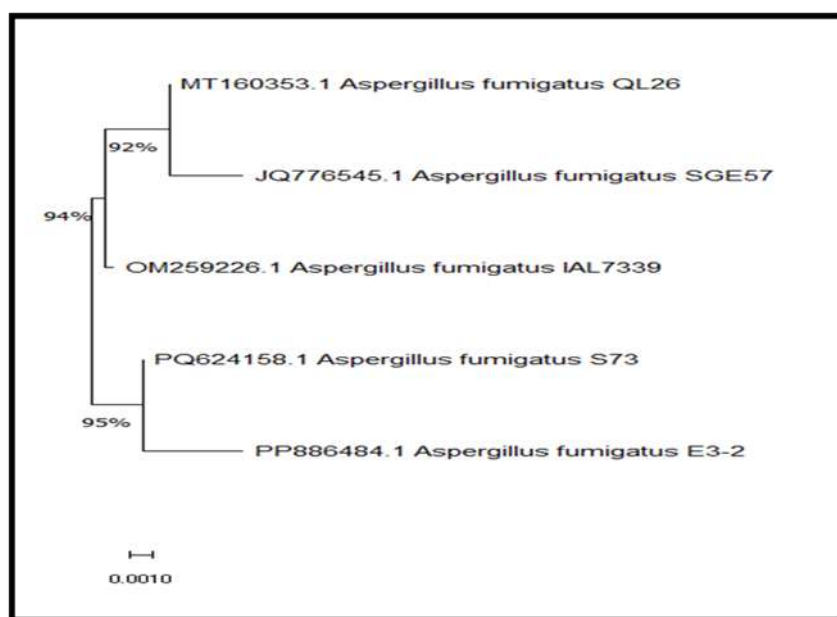 MT160353.1 Aspergillus fumigatus QL26
92%
JQ776545.1 Aspergillus fumigatus SGE57
94%
OM259226.1 Aspergillus fumigatus IAL7339
PQ624158.1 Aspergillus fumigatus S73
95%
PP886484.1 Aspergillus fumigatus E3-2
0.0010